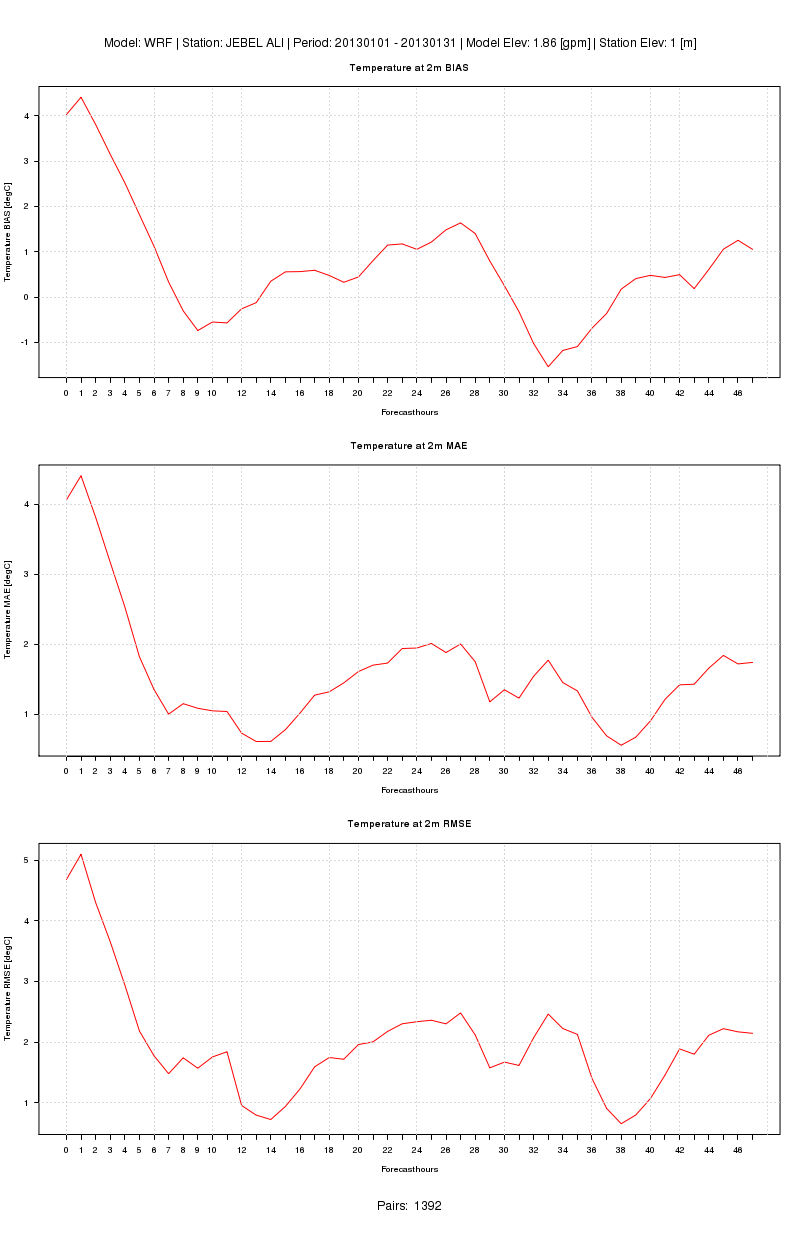 Model: WRF | Station: JEBEL ALI | Period: 20130101 - 20130131 | Model Elev: 1.86 [gpm] | Station Elev: 1 [m]
Temperature at 2m BIAS
Temperature BIAS [degC]
4
3
2
1
0
-1
0 1 2 3 4 5 6 7 8 9 10 12 14 16 18 20 22 24 26 28 30 32 34 36 38 40 42 44 46
Forecasthours
Temperature at 2m MAE
Temperature MAE [degC]
4
3
2
1
0 1 2 3 4 5 6 7 8 9 10 12 14 16 18 20 22 24 26 28 30 32 34 36 38 40 42 44 46
Forecasthours
Temperature at 2m RMSE
Temperature RMSE [degC]
5
4
3
2
1
0 1 2 3 4 5 6 7 8 9 10 12 14 16 18 20 22 24 26 28 30 32 34 36 38 40 42 44 46
Forecasthours
Pairs: 1392